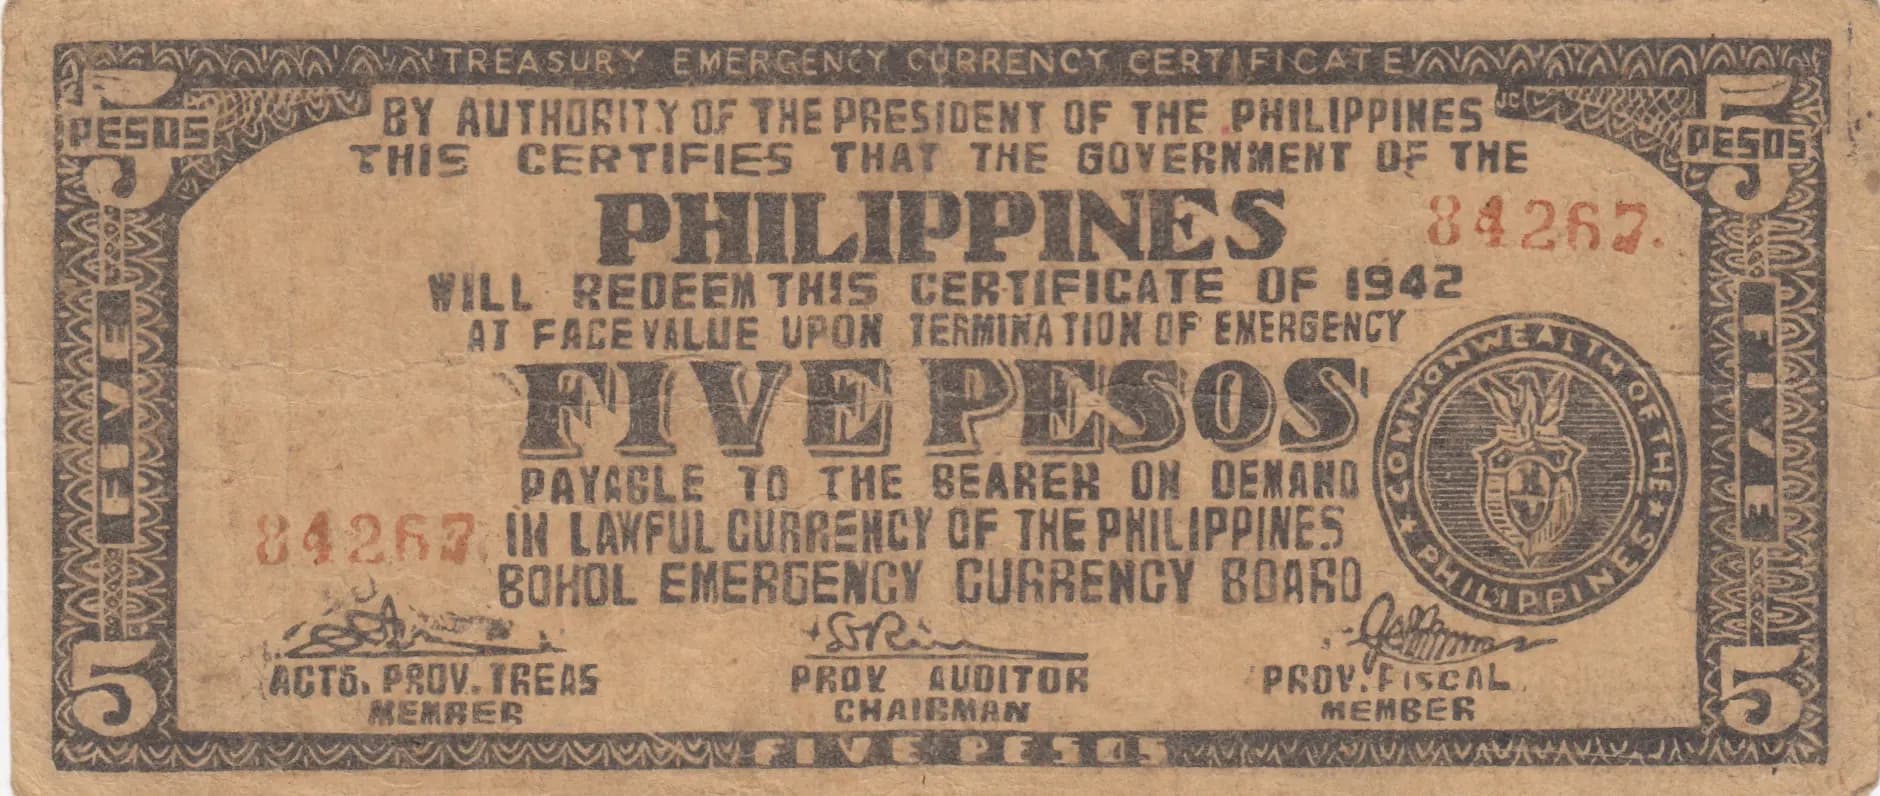 TREASURY EMERGENCY CURRENCY CERTIFICATE
5 PESOS
JC
5 PESOS
BY AUTHORITY OF THE PRESIDENT OF THE PHILIPPINES
THIS CERTIFIES THAT THE GOVERNMENT OF THE
PHILIPPINES
84267
WILL REDEEM THIS CERTIFICATE OF 1942
AT FACE VALUE UPON TERMINATION OF EMERGENCY
FIVE
FIVE
FIVE PESOS
COMMONWEALTH OF THE PHILIPPINES
PAYABLE TO THE BEARER ON DEMAND
84267
IN LAWFUL CURRENCY OF THE PHILIPPINES
BOHOL EMERGENCY CURRENCY BOARD
ACTG. PROV. TREAS
PROV. AUDITOR
PROV. FISCAL
MEMBER
CHAIRMAN
MEMBER
5
5
FIVE PESOS